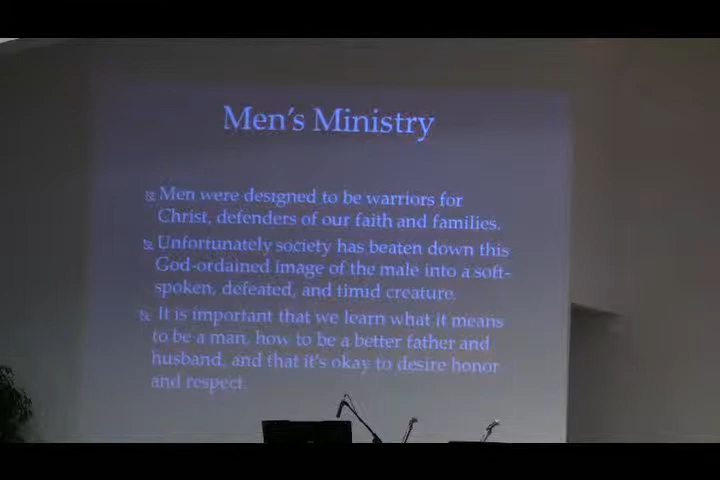 Men's Ministry
Men were designed to be warriors for
Christ, defenders of our faith and families.
Unfortunately society has beaten down this
God-ordained image of the male into a soft-
spoken, defeated, and timid creature.
It is important that we learn what it means
to be a man, how to be a better father and
husband, and that it's okay to desire honor
and respect.